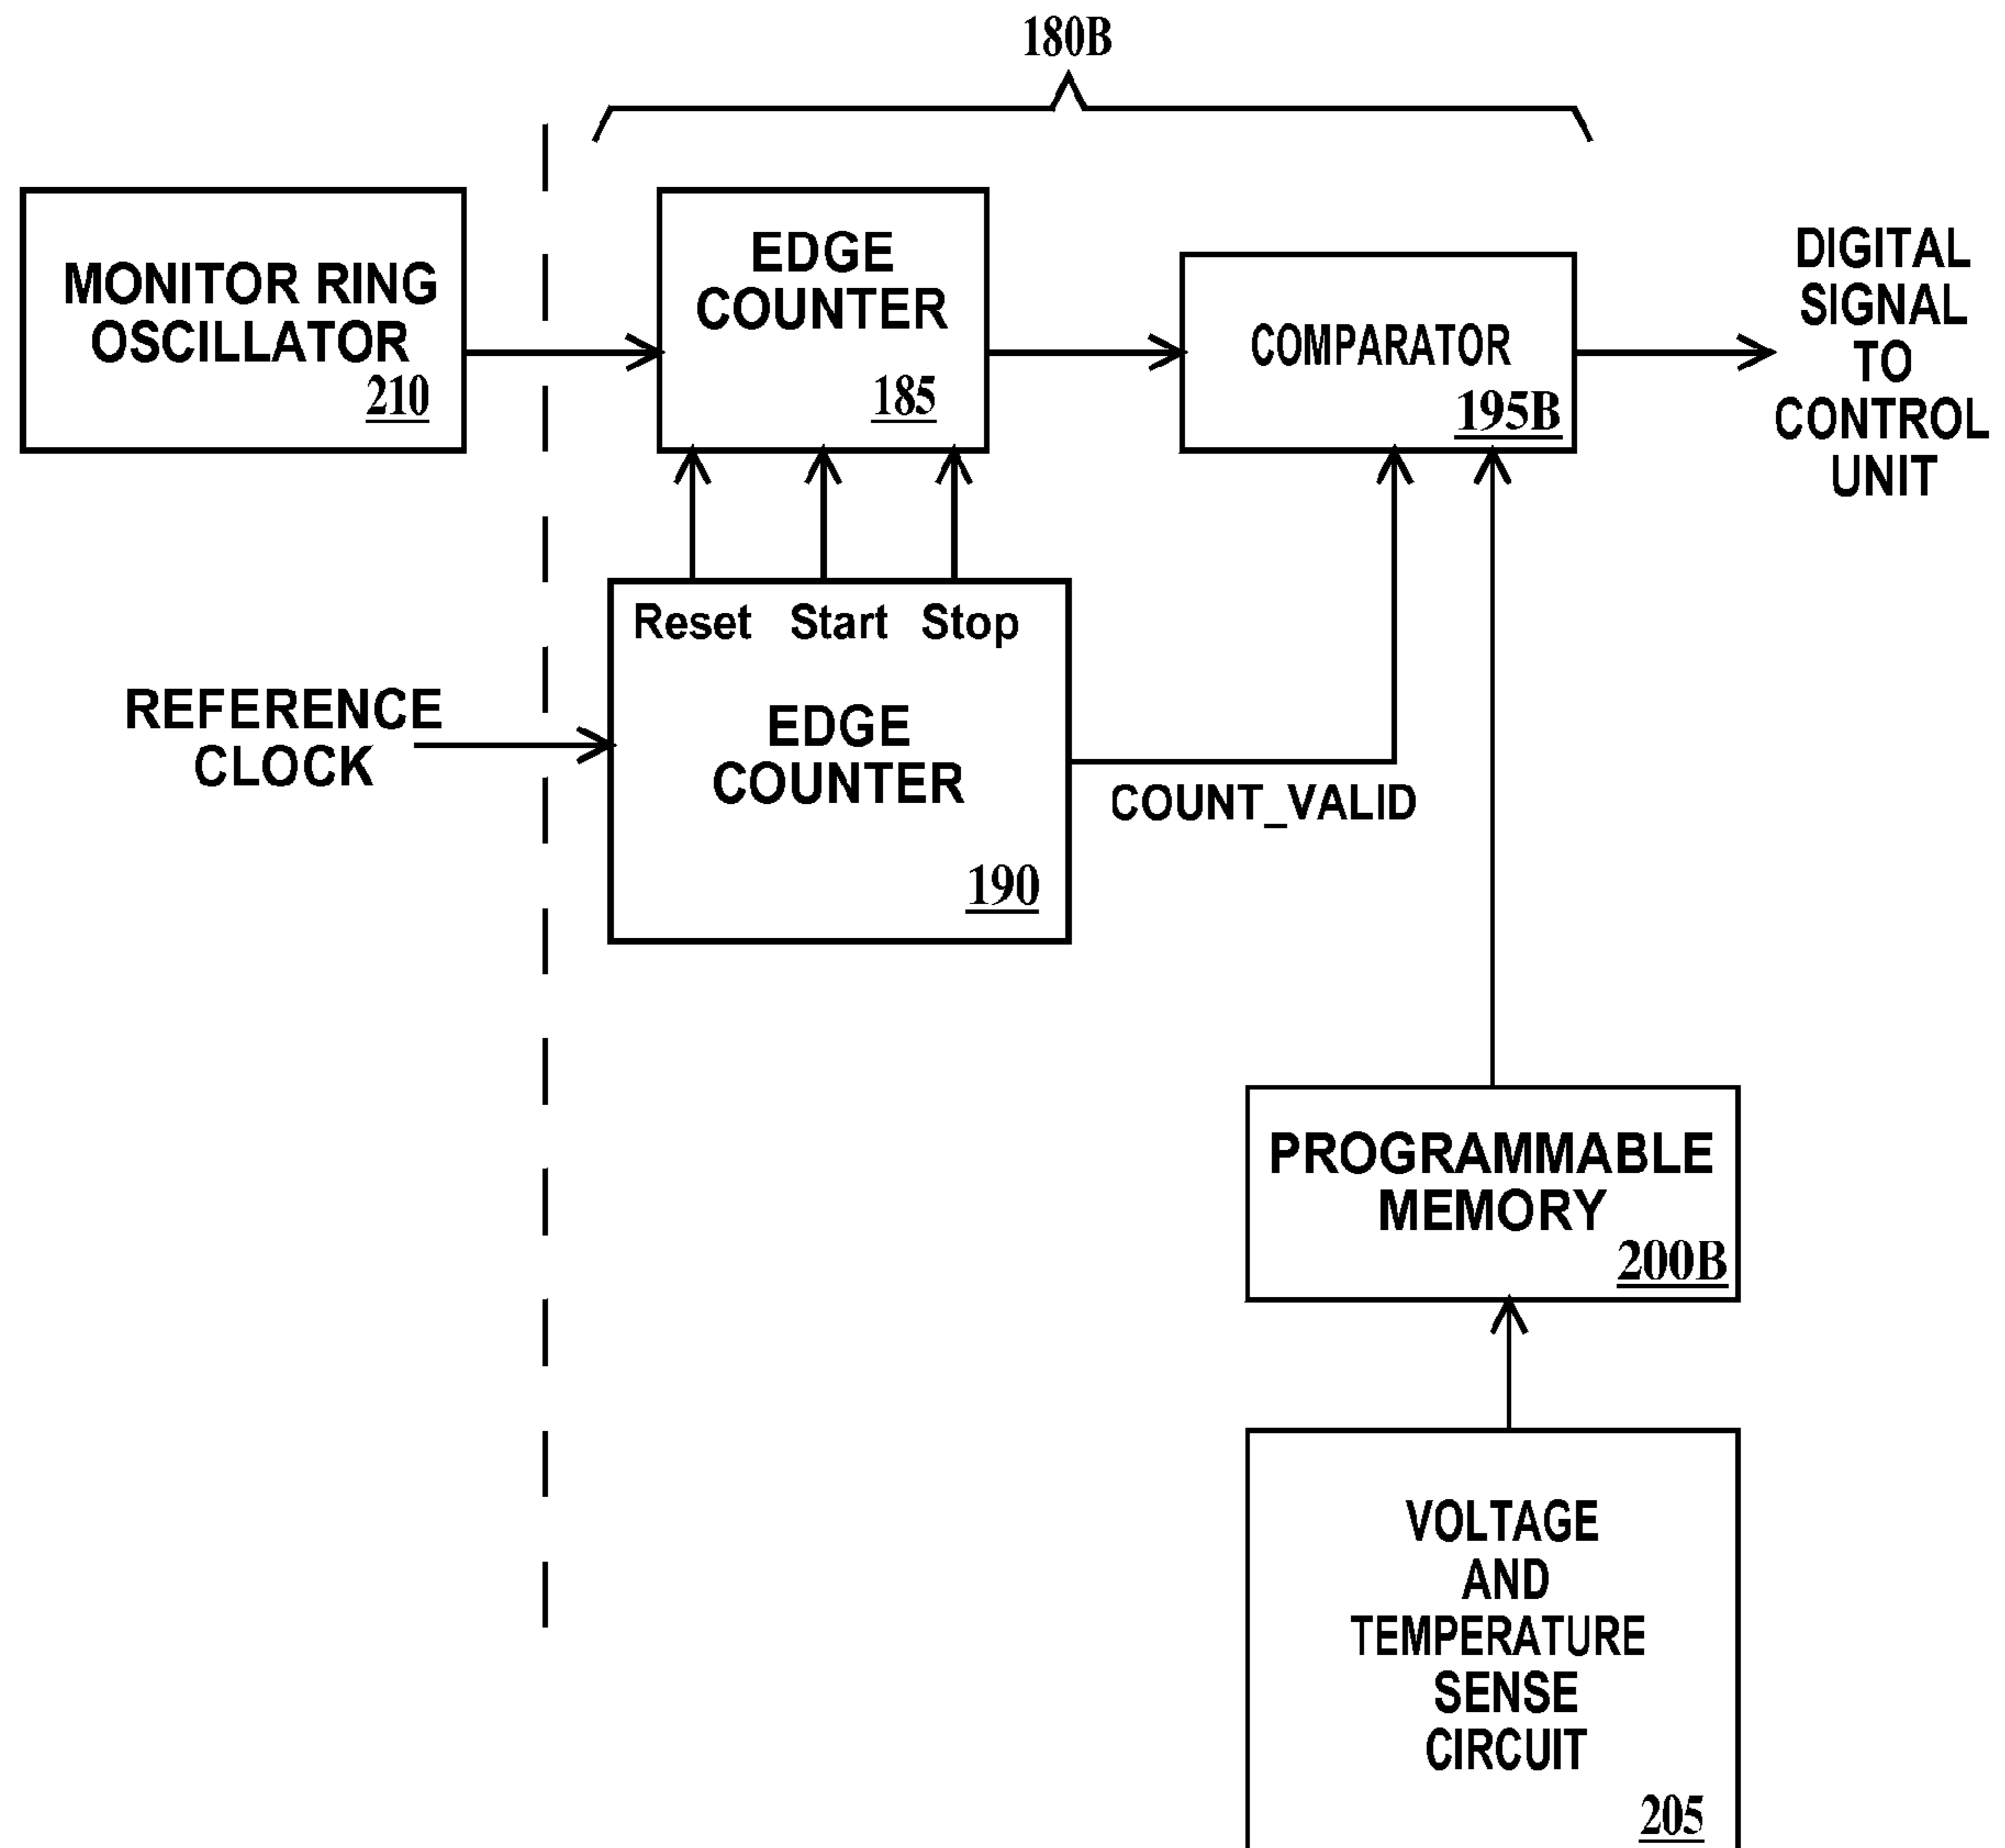 180B
MONITOR RING
OSCILLATOR
210
EDGE
COUNTER
185
COMPARATOR
195B
DIGITAL
SIGNAL
TO
CONTROL
UNIT
Reset Start Stop
REFERENCE
CLOCK
EDGE
COUNTER
190
COUNT_VALID
PROGRAMMABLE
MEMORY
200B
VOLTAGE
AND
TEMPERATURE
SENSE
CIRCUIT
205